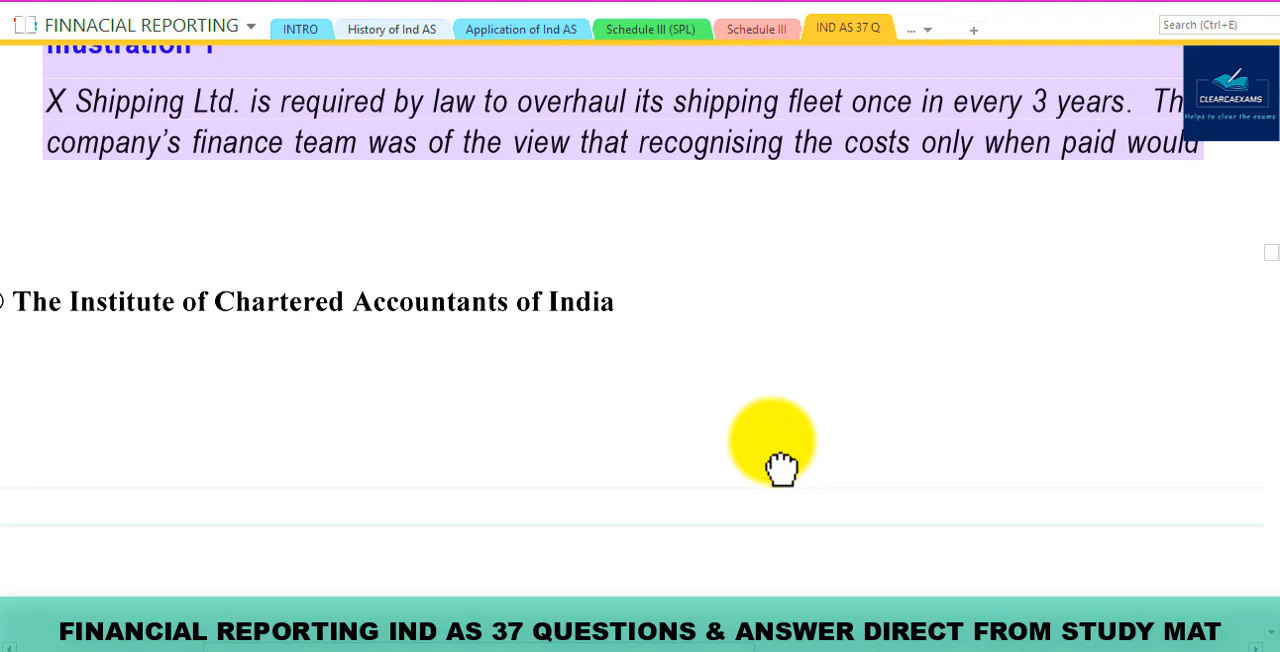 FINNACIAL REPORTING
INTRO
History of Ind AS
Application of Ind AS
Schedule III (SPL)
Schedule III
IND AS 37 Q
...
+
Search (Ctrl+E)
Illustration 1
X Shipping Ltd. is required by law to overhaul its shipping fleet once in every 3 years. Th
company's finance team was of the view that recognising the costs only when paid would
CLEARCAEXAMS
Helps to clear the exams
The Institute of Chartered Accountants of India
FINANCIAL REPORTING IND AS 37 QUESTIONS & ANSWER DIRECT FROM STUDY MAT